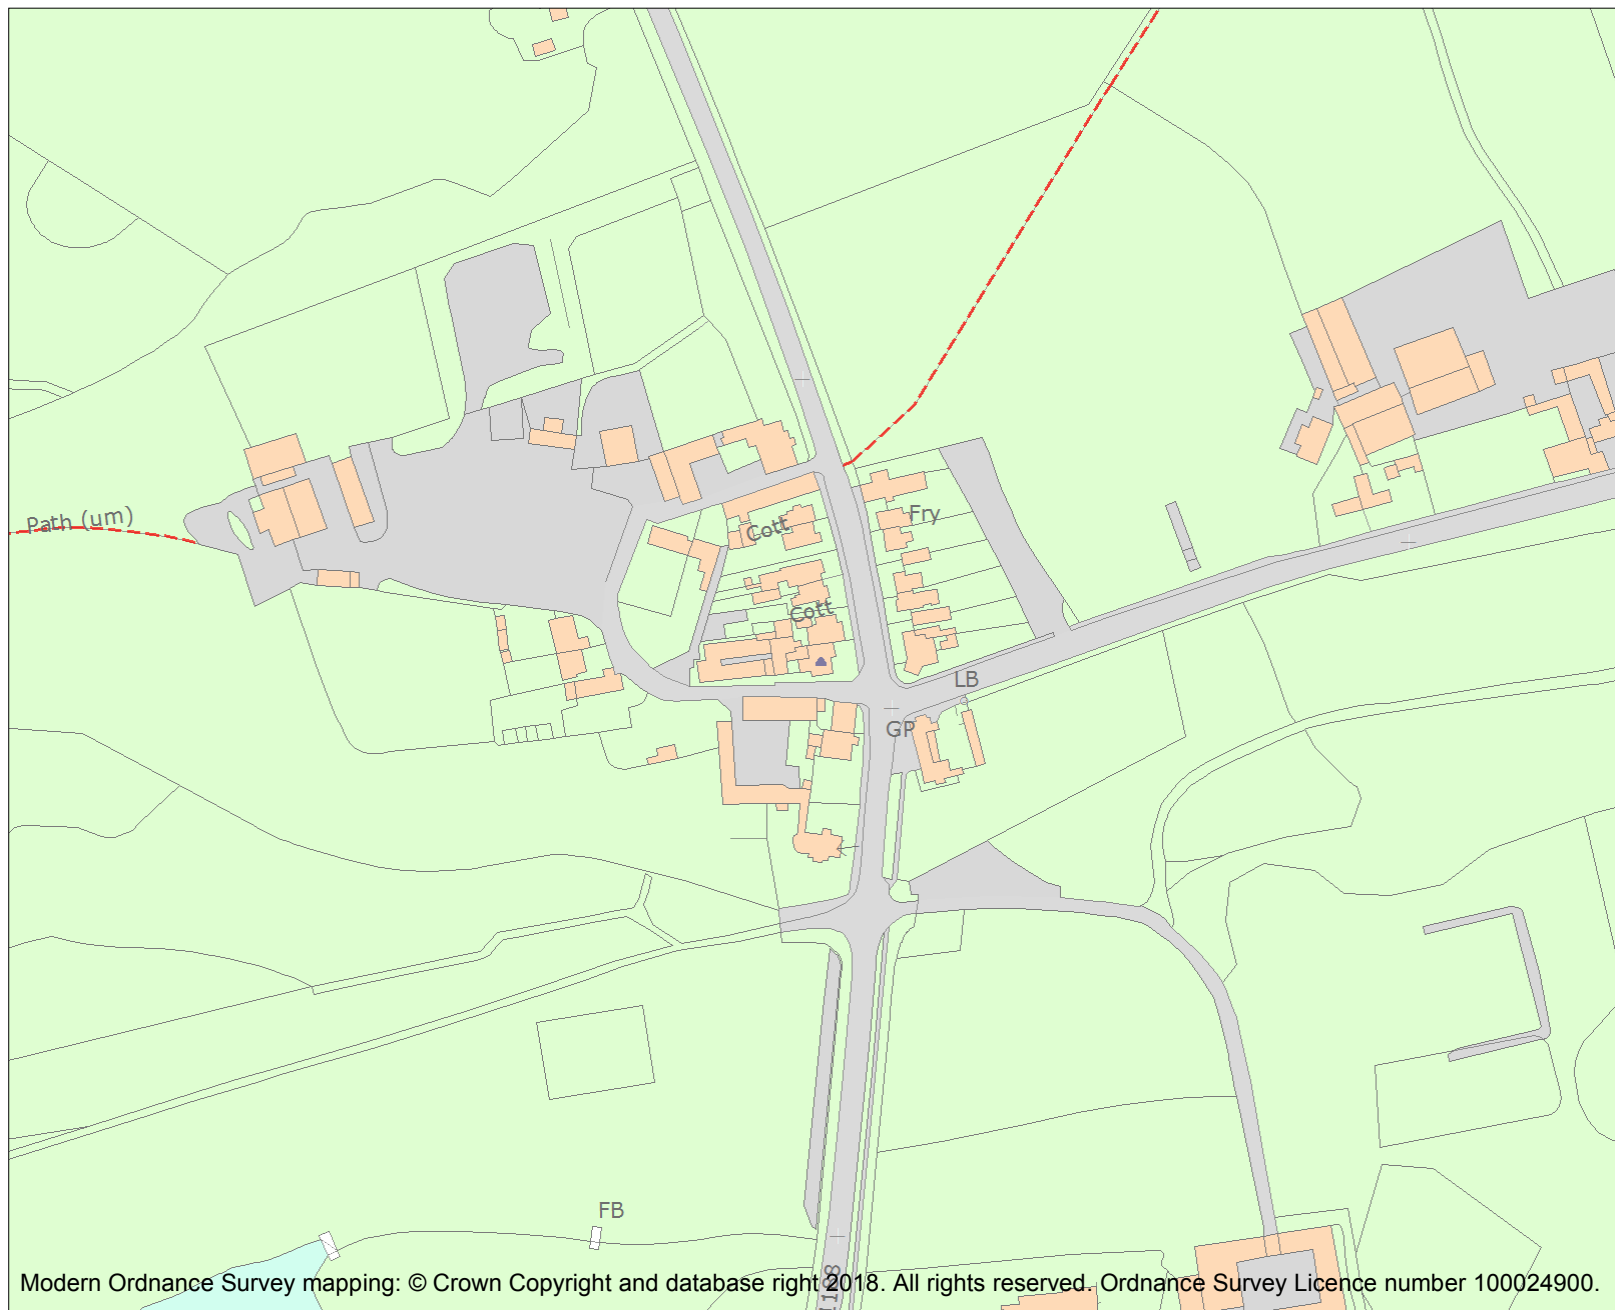 Path (um)
Fry
Cott
Cott
LB
GP
FB
Modern Ordnance Survey mapping: © Crown Copyright and database right 2018. All rights reserved. Ordnance Survey Licence number 100024900.